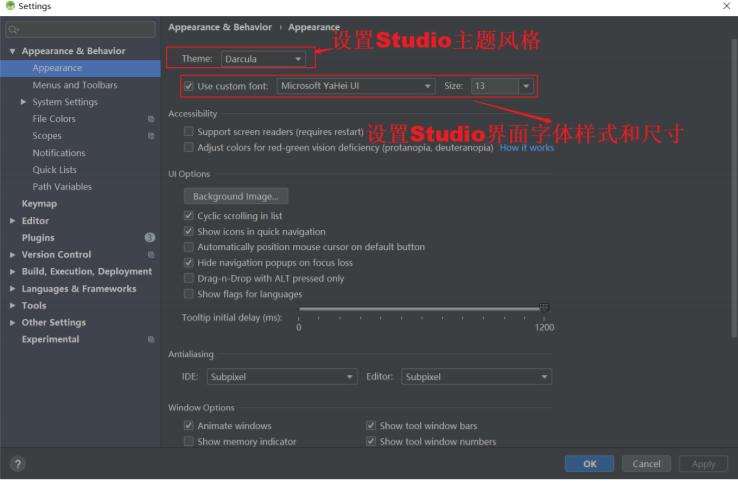 Settings
Appearance & Behavior › Appearance
设置Studio主题风格
Theme: Darcula
Use custom font: Microsoft YaHei UI Size: 13
Appearance & Behavior
Appearance
Menus and Toolbars
System Settings
File Colors
Scopes
Notifications
Quick Lists
Path Variables
Keymap
Editor
Plugins 3
Version Control
Build, Execution, Deployment
Languages & Frameworks
Tools
Other Settings
Experimental
Accessibility
Support screen readers (requires restart)
设置Studio界面字体样式和尺寸
Adjust colors for red-green vision deficiency (protanopia, deuteranopia) How it works
UI Options
Background Image...
Cyclic scrolling in list
Show icons in quick navigation
Automatically position mouse cursor on default button
Hide navigation popups on focus loss
Drag-n-Drop with ALT pressed only
Show flags for languages
Tooltip initial delay (ms):
0 1200
Antialiasing
IDE: Subpixel Editor: Subpixel
Window Options
Animate windows Show tool window bars
Show memory indicator Show tool window numbers
? OK Cancel Apply